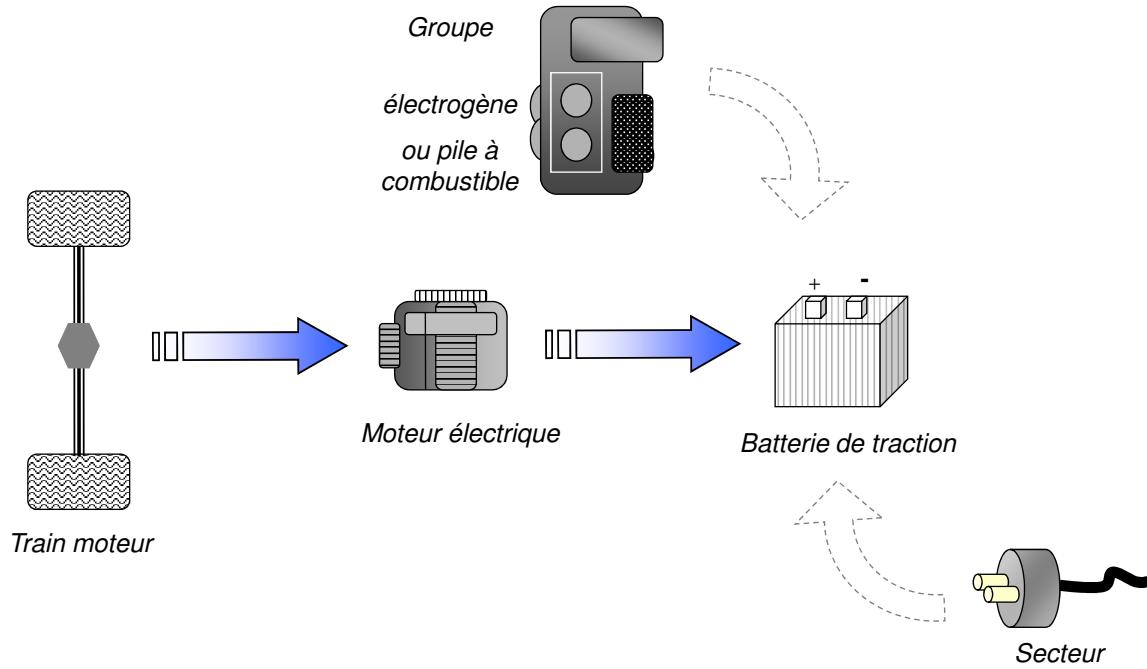 Groupe
électrogène
ou pile à
combustible
+ -
Moteur électrique
Batterie de traction
Train moteur
Secteur